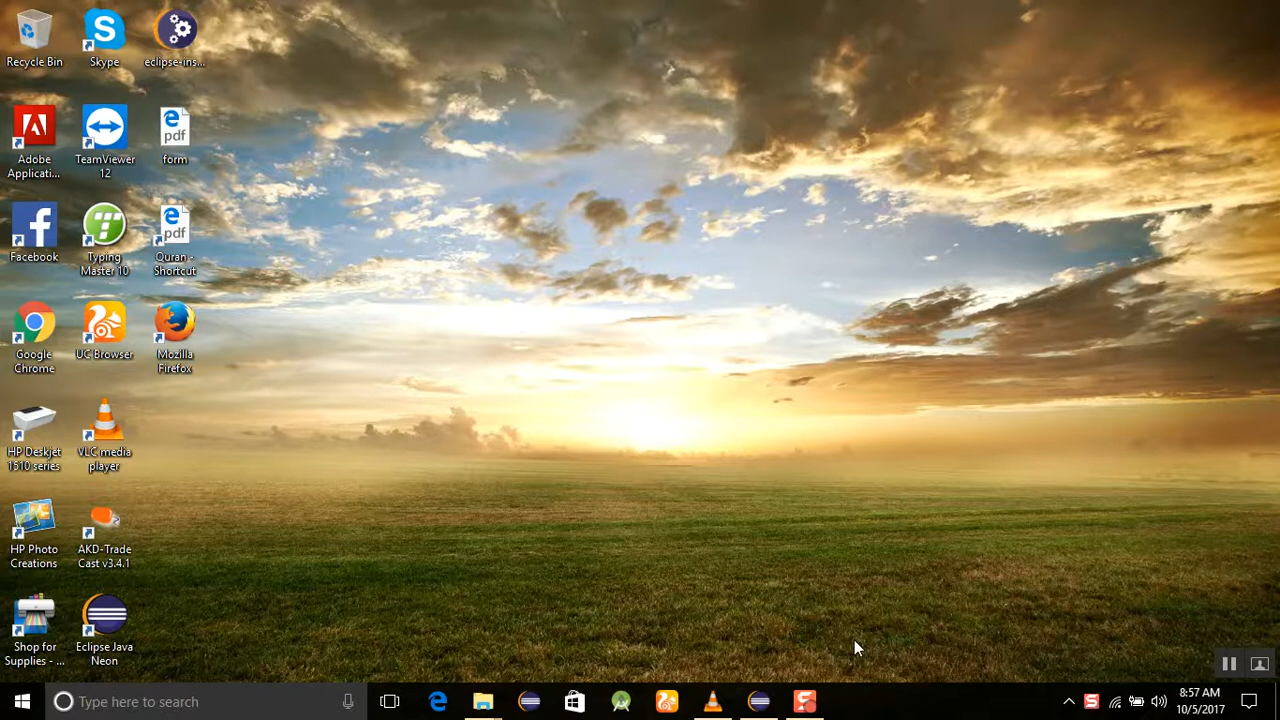 Recycle Bin
Skype
eclipse-ins...
Adobe
Applicati...
TeamViewer
12
pdf
form
Facebook
Typing
Master 10
pdf
Quran -
Shortcut
Google
Chrome
UC Browser
Mozilla
Firefox
HP Deskjet
1510 series
VLC media
player
HP Photo
Creations
AKD-Trade
Cast v3.4.1
Shop for
Supplies - ...
Eclipse Java
Neon
Type here to search
8:57 AM
10/5/2017